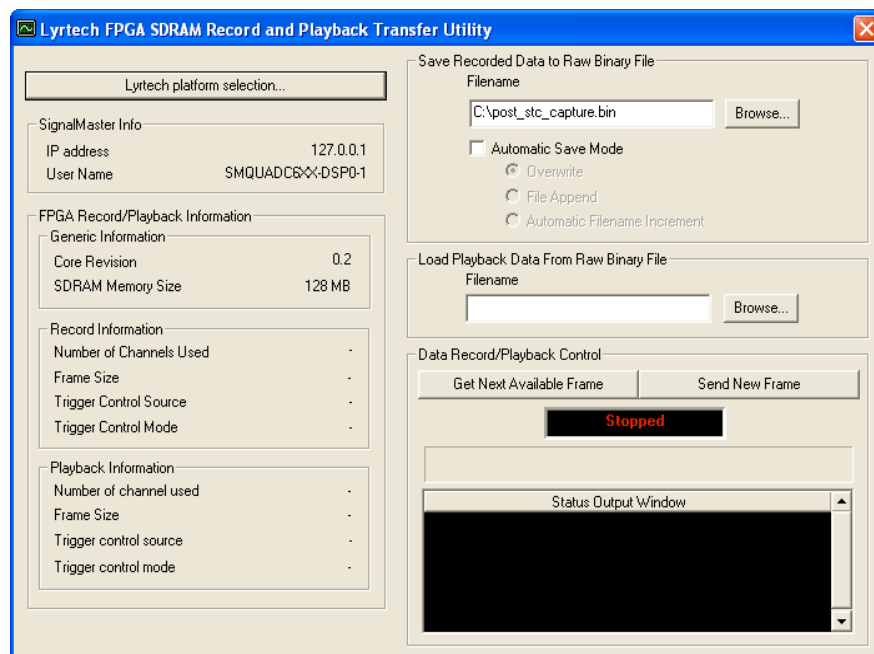 Lyrtech FPGA SDRAM Record and Playback Transfer Utility
Lyrtech platform selection...
SignalMaster Info
IP address 127.0.0.1
User Name SMQUADC6XX-DSP0-1
FPGA Record/Playback Information
Generic Information
Core Revision 0.2
SDRAM Memory Size 128 MB
Record Information
Number of Channels Used -
Frame Size -
Trigger Control Source -
Trigger Control Mode -
Playback Information
Number of channel used -
Frame Size -
Trigger control source -
Trigger control mode -
Save Recorded Data to Raw Binary File
Filename
C:\post_stc_capture.bin Browse...
Automatic Save Mode
Overwrite
File Append
Automatic Filename Increment
Load Playback Data From Raw Binary File
Filename
Browse...
Data Record/Playback Control
Get Next Available Frame Send New Frame
Stopped
Status Output Window